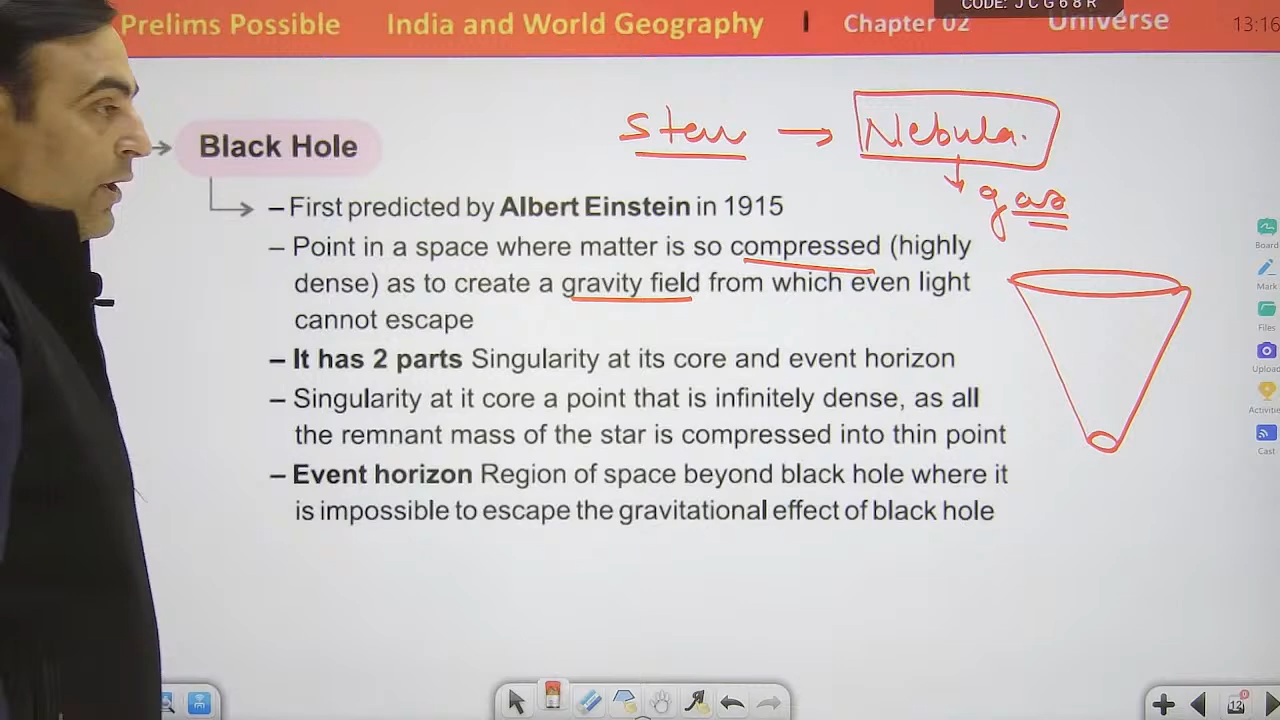 CODE: JCG68R
Prelims Possible India and World Geography | Chapter 02 Universe 13:16
Star → Nebula.
gas
Black Hole
– First predicted by Albert Einstein in 1915
– Point in a space where matter is so compressed (highly
dense) as to create a gravity field from which even light
cannot escape
– It has 2 parts Singularity at its core and event horizon
– Singularity at it core a point that is infinitely dense, as all
the remnant mass of the star is compressed into thin point
– Event horizon Region of space beyond black hole where it
is impossible to escape the gravitational effect of black hole
Board
Mark
Files
Upload
Activitie
Cast
12
0